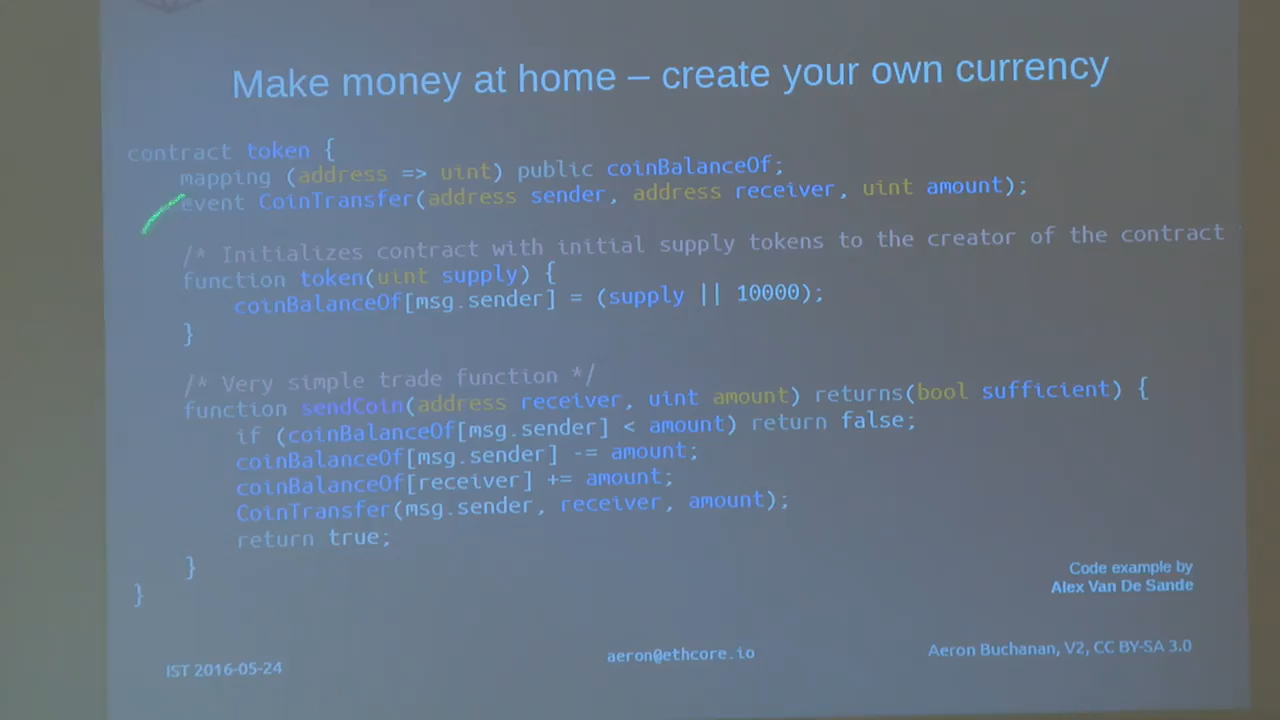 Make money at home – create your own currency
contract token {
mapping (address => uint) public coinBalanceOf;
event CoinTransfer(address sender, address receiver, uint amount);
/* Initializes contract with initial supply tokens to the creator of the contract
function token(uint supply) {
coinBalanceOf[msg.sender] = (supply || 10000);
}
/* Very simple trade function */
function sendCoin(address receiver, uint amount) returns(bool sufficient) {
if (coinBalanceOf[msg.sender] < amount) return false;
coinBalanceOf[msg.sender] -= amount;
coinBalanceOf[receiver] += amount;
CoinTransfer(msg.sender, receiver, amount);
return true;
}
}
Code example by
Alex Van De Sande
IST 2016-05-24
aeron@ethcore.io
Aeron Buchanan, V2, CC BY-SA 3.0